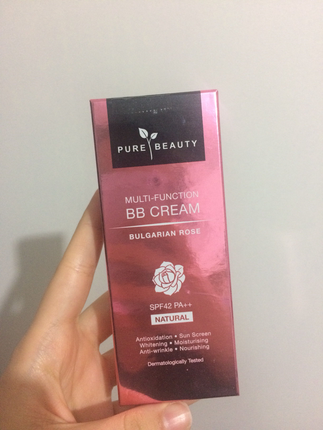 PURE BEAUTY
MULTI-FUNCTION
BB CREAM
BULGARIAN ROSE
SPF42 PA++
NATURAL
Antioxidation • Sun Screen
Whitening • Moisturising
Anti-wrinkle • Nourishing
Dermatologically Tested